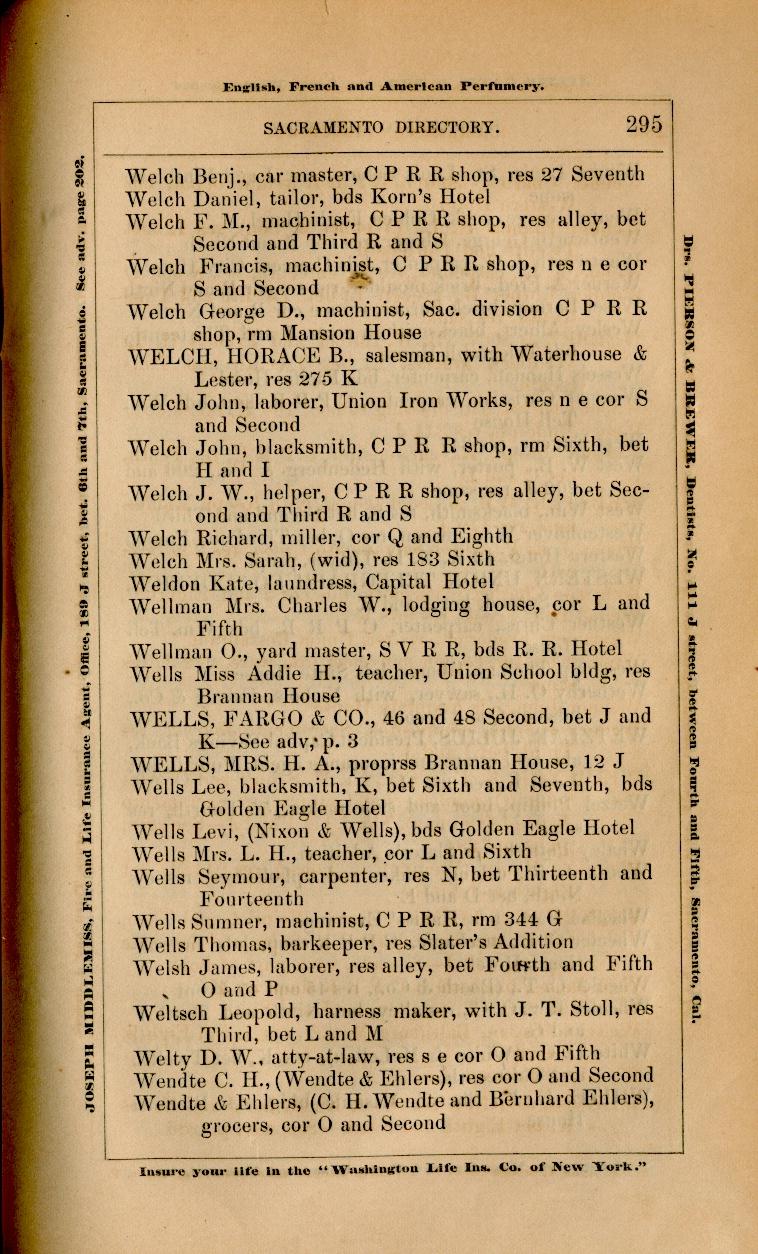 English, French and American Perfumery.
SACRAMENTO DIRECTORY. 295
Welch Benj., car master, C P R R shop, res 27 Seventh
Welch Daniel, tailor, bds Korn's Hotel
Welch F. M., machinist, C P R R shop, res alley, bet
Second and Third R and S
Welch Francis, machinist, C P R R shop, res n e cor
S and Second
Welch George D., machinist, Sac. division C P R R
shop, rm Mansion House
WELCH, HORACE B., salesman, with Waterhouse &
Lester, res 275 K
Welch John, laborer, Union Iron Works, res n e cor S
and Second
Welch John, blacksmith, C P R R shop, rm Sixth, bet
H and I
Welch J. W., helper, C P R R shop, res alley, bet Sec-
ond and Third R and S
Welch Richard, miller, cor Q and Eighth
Welch Mrs. Sarah, (wid), res 183 Sixth
Weldon Kate, laundress, Capital Hotel
Wellman Mrs. Charles W., lodging house, cor L and
Fifth
Wellman O., yard master, S V R R, bds R. R. Hotel
Wells Miss Addie H., teacher, Union School bldg, res
Brannan House
WELLS, FARGO & CO., 46 and 48 Second, bet J and
K—See adv, p. 3
WELLS, MRS. H. A., proprss Brannan House, 12 J
Wells Lee, blacksmith, K, bet Sixth and Seventh, bds
Golden Eagle Hotel
Wells Levi, (Nixon & Wells), bds Golden Eagle Hotel
Wells Mrs. L. H., teacher, cor L and Sixth
Wells Seymour, carpenter, res N, bet Thirteenth and
Fourteenth
Wells Sumner, machinist, C P R R, rm 344 G
Wells Thomas, barkeeper, res Slater's Addition
Welsh James, laborer, res alley, bet Fourth and Fifth
O and P
Weltsch Leopold, harness maker, with J. T. Stoll, res
Third, bet L and M
Welty D. W., atty-at-law, res s e cor O and Fifth
Wendte C. H., (Wendte & Ehlers), res cor O and Second
Wendte & Ehlers, (C. H. Wendte and Bernhard Ehlers),
grocers, cor O and Second
Insure your life in the "Washington Life Ins. Co. of New York."
JOSEPH MIDDLEMISS, Fire and Life Insurance Agent, Office, 189 J street, bet. 6th and 7th, Sacramento. See adv. page 202.
Drs. PIERSON & BREWER, Dentists, No. 111 J street, between Fourth and Fifth, Sacramento, Cal.